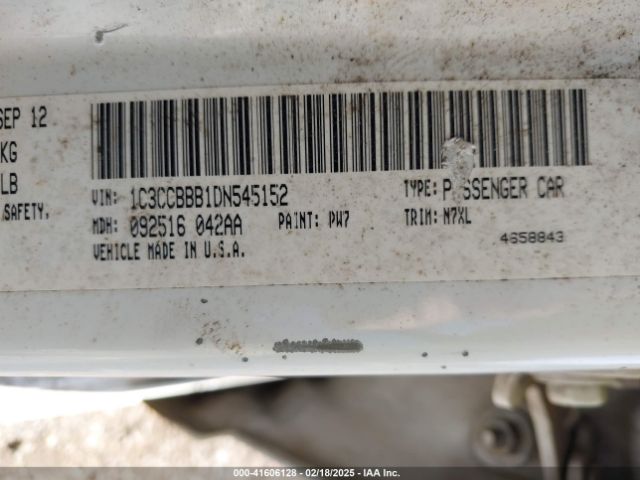 SEP 12
KG
LB
SAFETY.
VIN: 1C3CCBBB1DN545152
TYPE: P SSENGER CAR
MDH: 092516 042AA
PAINT: PW7
TRIM: N7XL
VEHICLE MADE IN U.S.A.
4658843
000-41606128 — 02/18/2025 — IAA Inc.